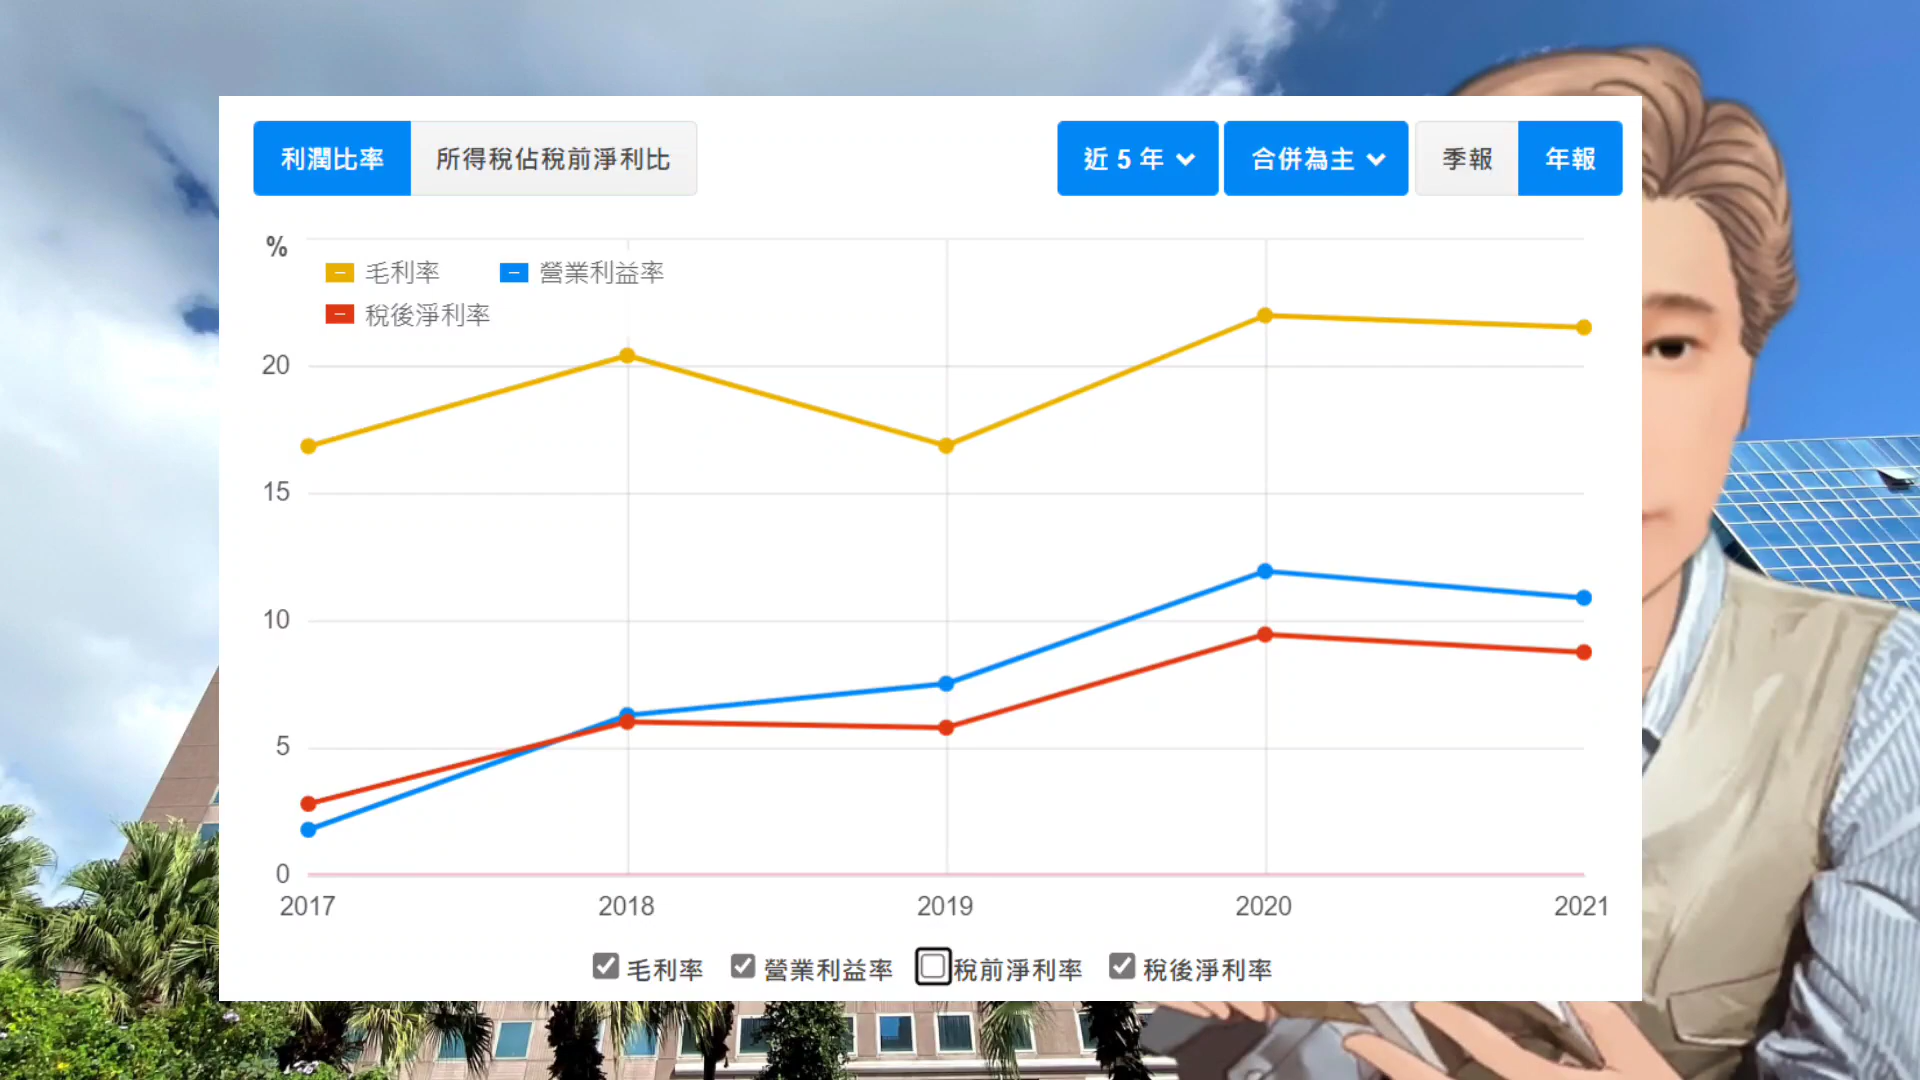 利潤比率 所得稅佔稅前淨利比 近 5 年 合併為主 季報 年報
%
毛利率 營業利益率
稅後淨利率
20
15
10
5
0
2017 2018 2019 2020 2021
毛利率 營業利益率 稅前淨利率 稅後淨利率